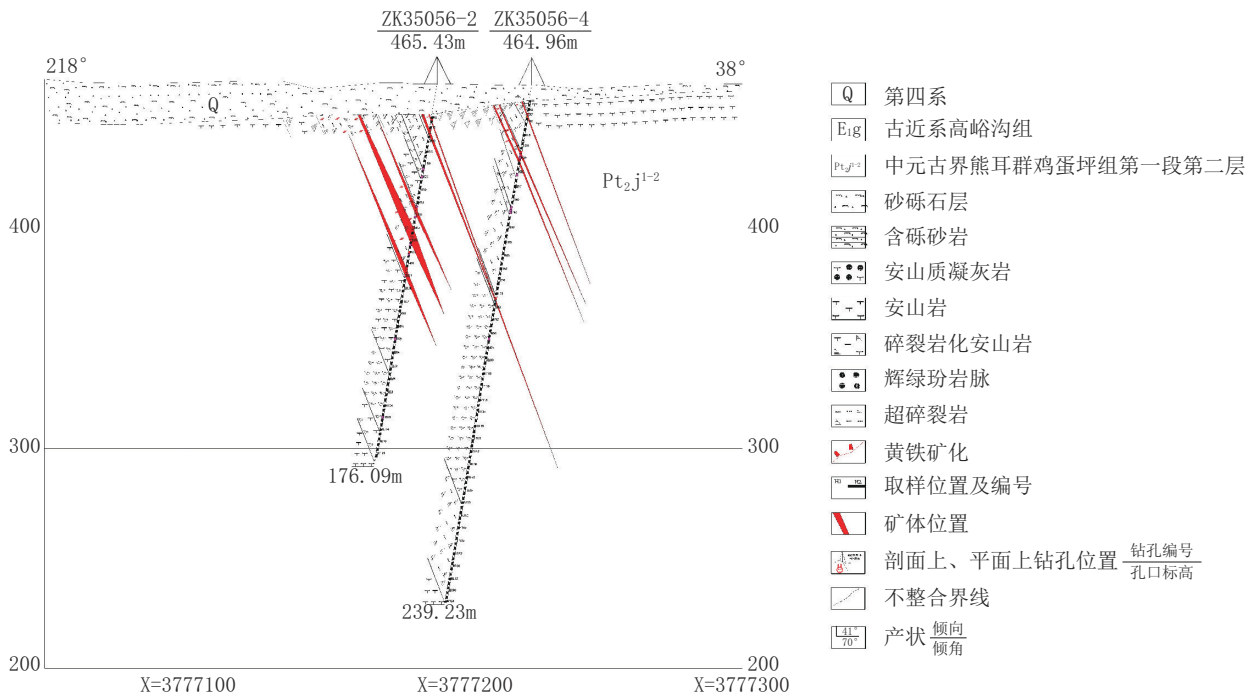 ZK35056-2 ZK35056-4
465.43m 464.96m
218° 38°
Q
Pt₂j¹⁻²
400 400
300 300
176.09m
239.23m
200 200
X=3777100 X=3777200 X=3777300
Q 第四系
E₁g 古近系高峪沟组
Pt₂j¹⁻² 中元古界熊耳群鸡蛋坪组第一段第二层
砂砾石层
含砾砂岩
安山质凝灰岩
安山岩
碎裂岩化安山岩
辉绿玢岩脉
超碎裂岩
黄铁矿化
取样位置及编号
矿体位置
剖面上、平面上钻孔位置 钻孔编号
孔口标高
不整合界线
41° 产状 倾向
70° 倾角